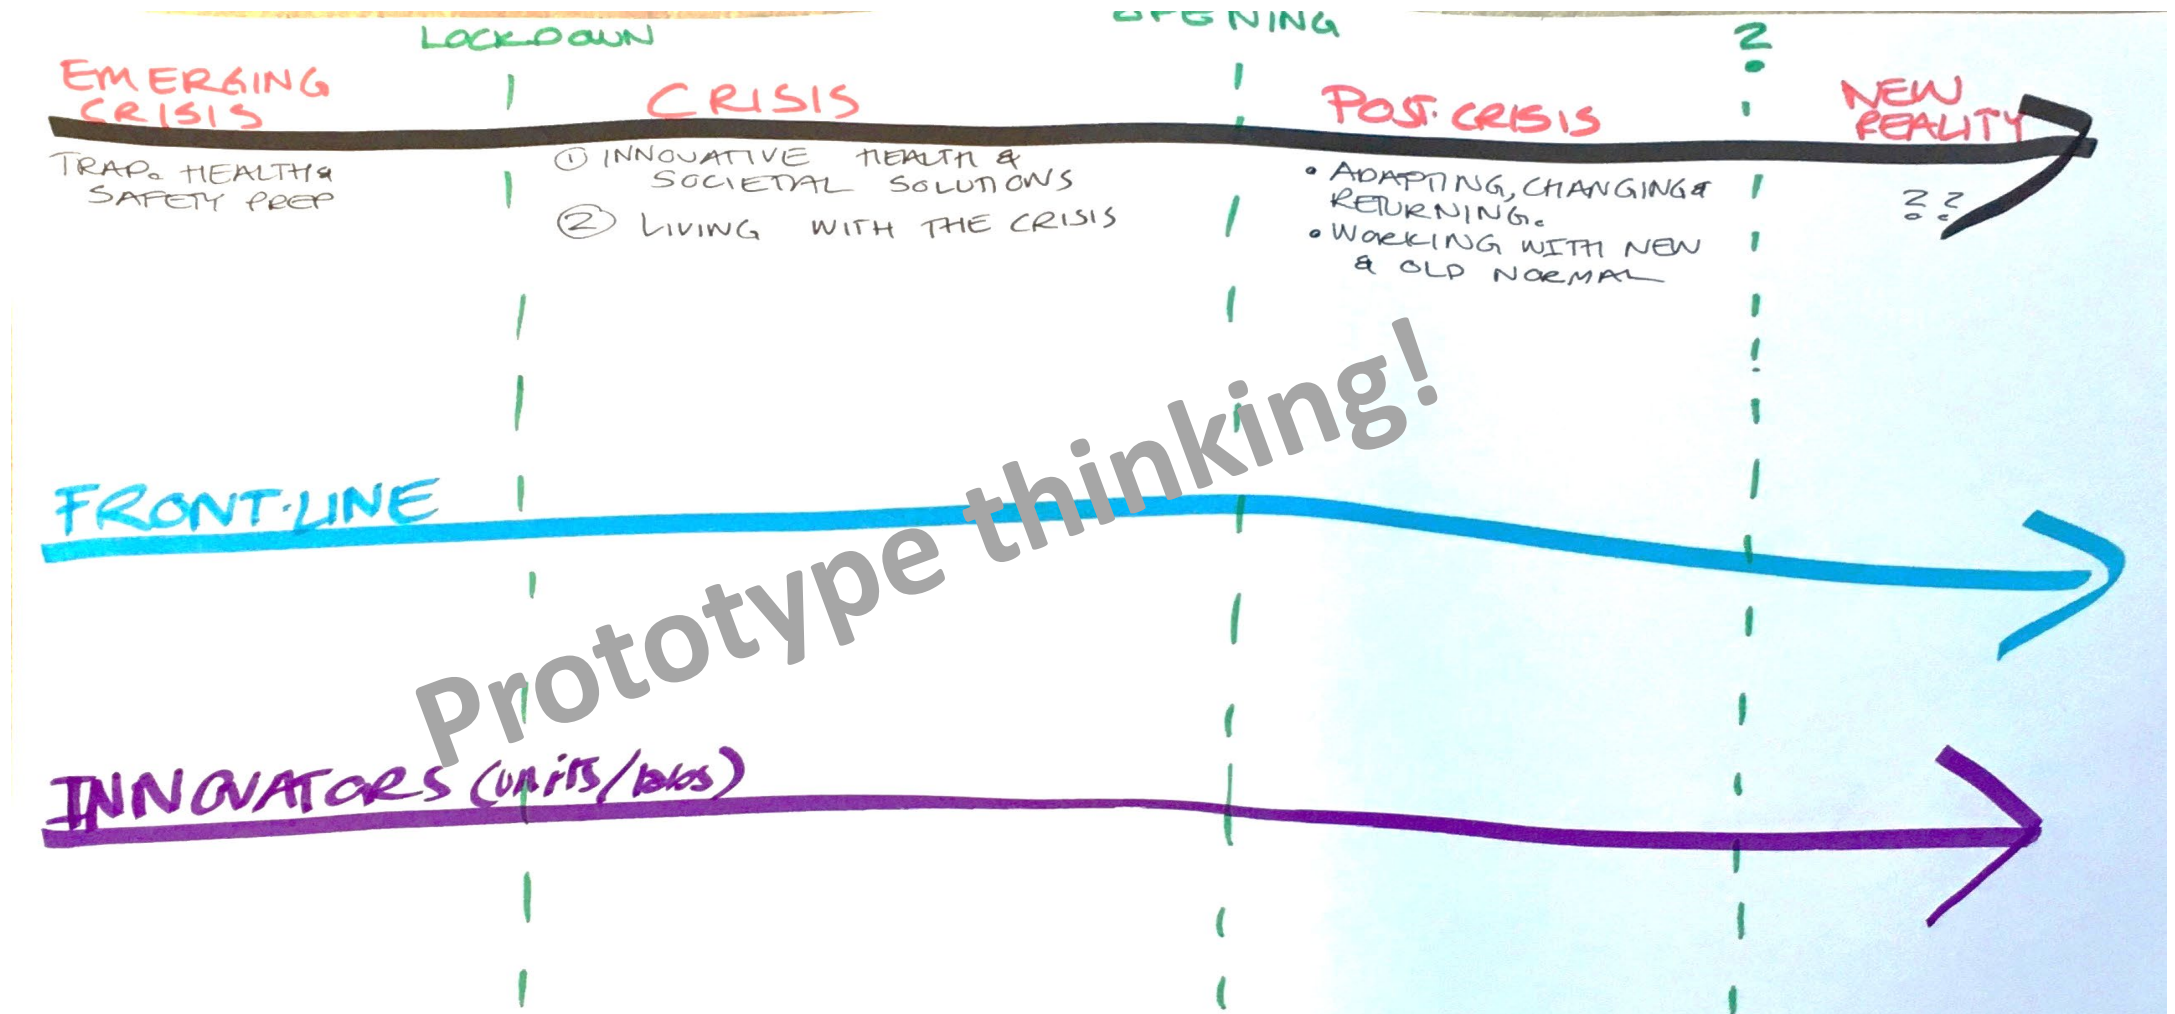 LOCKDOWN
OPENING
?
EMERGING
CRISIS
CRISIS
POST-CRISIS
NEW
REALITY
TRAD. HEALTH &
SAFETY PREP
① INNOVATIVE HEALTH &
SOCIETAL SOLUTIONS
② LIVING WITH THE CRISIS
• ADAPTING, CHANGING &
RETURNING.
• WORKING WITH NEW
& OLD NORMAL
??
FRONT-LINE
Prototype thinking!
INNOVATORS (units/labs)